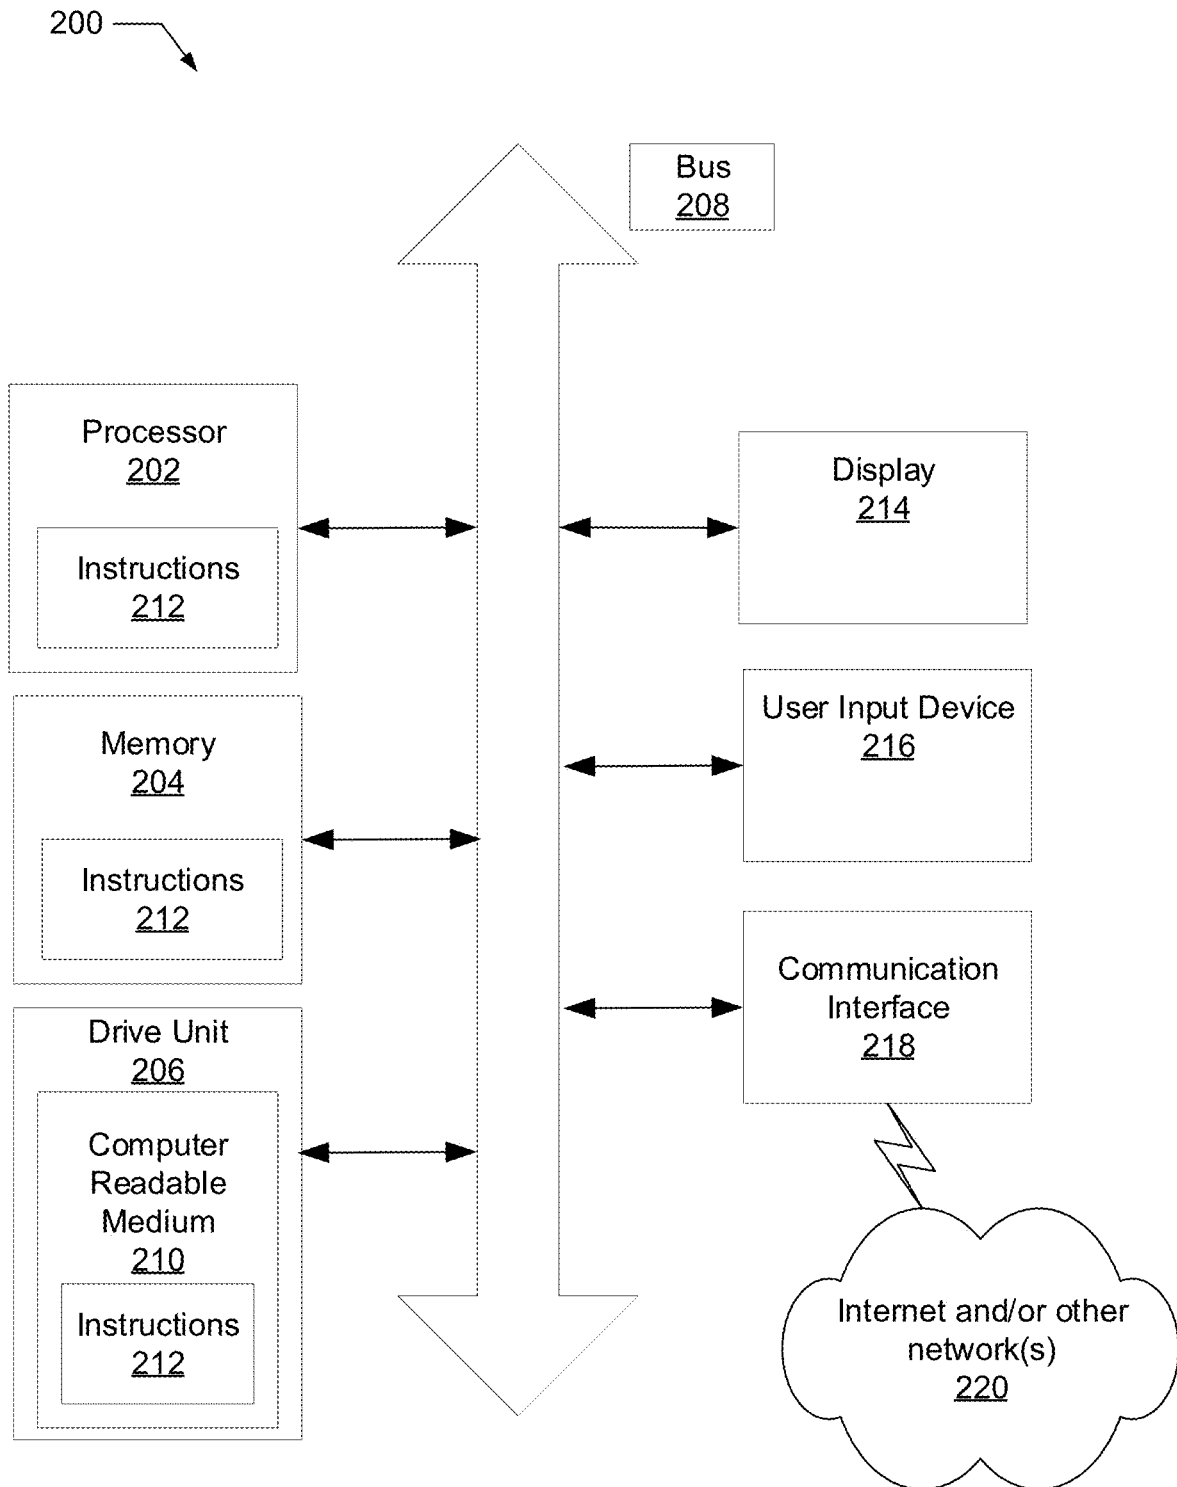 200
Bus
208
Processor
202
Instructions
212
Memory
204
Instructions
212
Drive Unit
206
Computer
Readable
Medium
210
Instructions
212
Display
214
User Input Device
216
Communication
Interface
218
Internet and/or other
network(s)
220